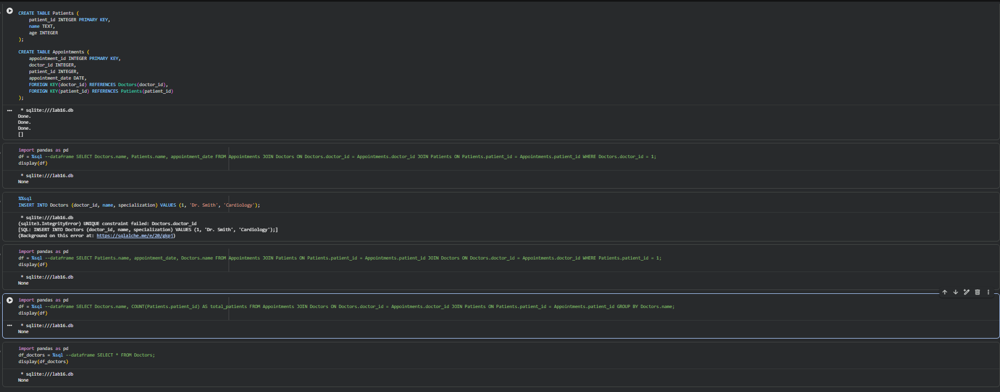 CREATE TABLE Patients (
    patient_id INTEGER PRIMARY KEY,
    name TEXT,
    age INTEGER
);

CREATE TABLE Appointments (
    appointment_id INTEGER PRIMARY KEY,
    doctor_id INTEGER,
    patient_id INTEGER,
    appointment_date DATE,
    FOREIGN KEY(doctor_id) REFERENCES Doctors(doctor_id),
    FOREIGN KEY(patient_id) REFERENCES Patients(patient_id)
);
 * sqlite:///lab16.db
Done.
Done.
Done.
[]
import pandas as pd
df = %sql --dataframe SELECT Doctors.name, Patients.name, appointment_date FROM Appointments JOIN Doctors ON Doctors.doctor_id = Appointments.doctor_id JOIN Patients ON Patients.patient_id = Appointments.patient_id WHERE Doctors.doctor_id = 1;
display(df)
 * sqlite:///lab16.db
None
%%sql
INSERT INTO Doctors (doctor_id, name, specialization) VALUES (1, 'Dr. Smith', 'Cardiology');
 * sqlite:///lab16.db
(sqlite3.IntegrityError) UNIQUE constraint failed: Doctors.doctor_id
[SQL: INSERT INTO Doctors (doctor_id, name, specialization) VALUES (1, 'Dr. Smith', 'Cardiology');]
(Background on this error at: https://sqlalche.me/e/20/gkpj)
import pandas as pd
df = %sql --dataframe SELECT Patients.name, appointment_date, Doctors.name FROM Appointments JOIN Patients ON Patients.patient_id = Appointments.patient_id JOIN Doctors ON Doctors.doctor_id = Appointments.doctor_id WHERE Patients.patient_id = 1;
display(df)
 * sqlite:///lab16.db
None
import pandas as pd
df = %sql --dataframe SELECT Doctors.name, COUNT(Patients.patient_id) AS total_patients FROM Appointments JOIN Doctors ON Doctors.doctor_id = Appointments.doctor_id JOIN Patients ON Patients.patient_id = Appointments.patient_id GROUP BY Doctors.name;
display(df)
 * sqlite:///lab16.db
None
import pandas as pd
df_doctors = %sql --dataframe SELECT * FROM Doctors;
display(df_doctors)
 * sqlite:///lab16.db
None